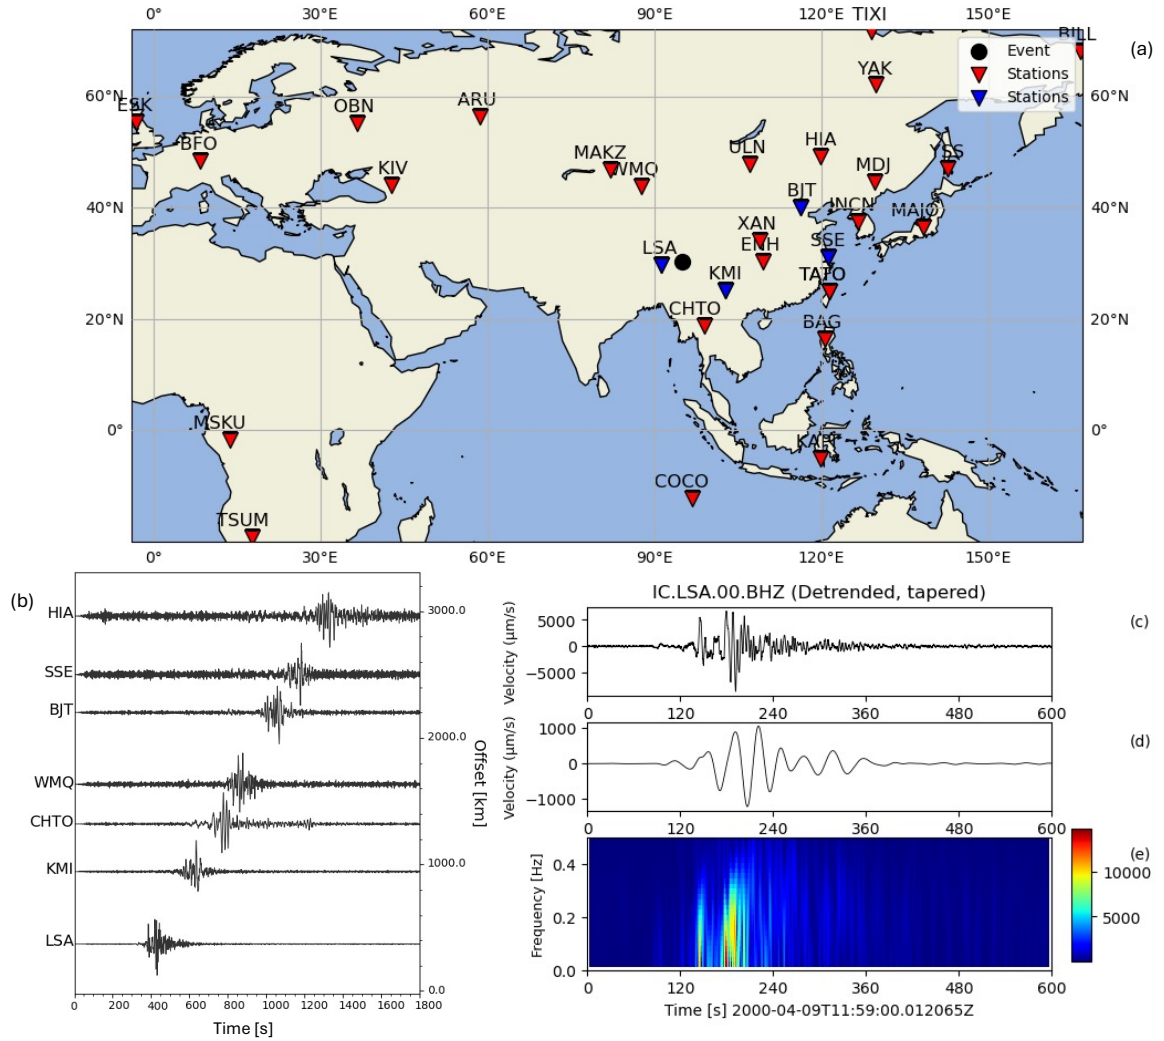 0° 30°E 60°E 90°E 120°E TIXI 150°E
BILL
(a)
Event
Stations
Stations
YAK
60°N
60°N
ESK
OBN
ARU
BFO
KIV
MAKZ
WMQ
ULN
HIA
MDJ
YSS
BJT
INCN
MAJO
40°N
40°N
XAN
ENH
SSE
LSA
KMI
TATO
CHTO
20°N
20°N
BAG
MSKU
0°
0°
KAPI
COCO
TSUM
0° 30°E 60°E 90°E 120°E 150°E
(b)
HIA
SSE
BJT
WMQ
CHTO
KMI
LSA
3000.0
2000.0
1000.0
0.0
Offset [km]
0 200 400 600 800 1000 1200 1400 1600 1800
Time [s]
IC.LSA.00.BHZ (Detrended, tapered)
(c)
Velocity (μm/s)
5000
0
−5000
0 120 240 360 480 600
(d)
Velocity (μm/s)
1000
0
−1000
0 120 240 360 480 600
(e)
Frequency [Hz]
0.4
0.2
0.0
10000
5000
0 120 240 360 480 600
Time [s] 2000-04-09T11:59:00.012065Z